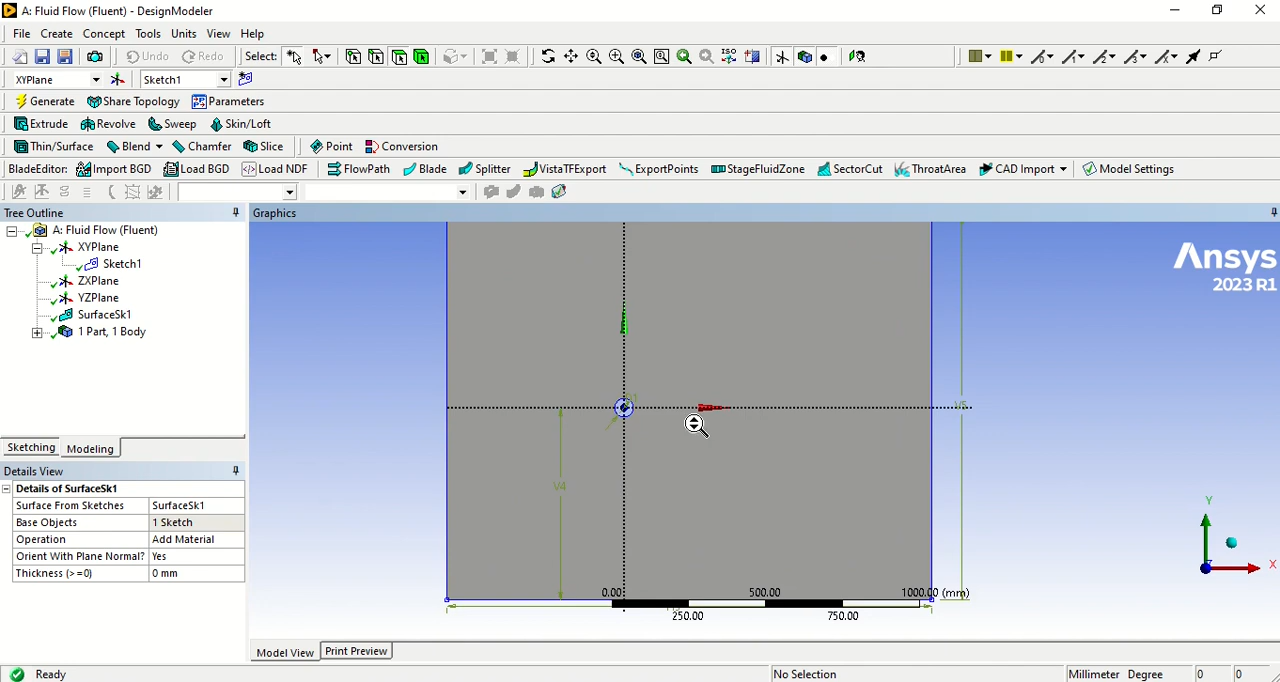 A: Fluid Flow (Fluent) - DesignModeler
File Create Concept Tools Units View Help
Undo Redo Select: ISO
XYPlane Sketch1
Generate Share Topology Parameters
Extrude Revolve Sweep Skin/Loft
Thin/Surface Blend Chamfer Slice Point Conversion
BladeEditor: Import BGD Load BGD Load NDF FlowPath Blade Splitter VistaTFExport ExportPoints StageFluidZone SectorCut ThroatArea CAD Import Model Settings
Tree Outline
A: Fluid Flow (Fluent)
XYPlane
Sketch1
ZXPlane
YZPlane
SurfaceSk1
1 Part, 1 Body
Sketching Modeling
Details View
Details of SurfaceSk1
Surface From Sketches SurfaceSk1
Base Objects 1 Sketch
Operation Add Material
Orient With Plane Normal? Yes
Thickness (>=0) 0 mm
Graphics
Ansys
2023 R1
V5
V4
0.00 500.00 1000.00 (mm)
250.00 750.00
Y
X
Model View Print Preview
Ready No Selection Millimeter Degree 0 0